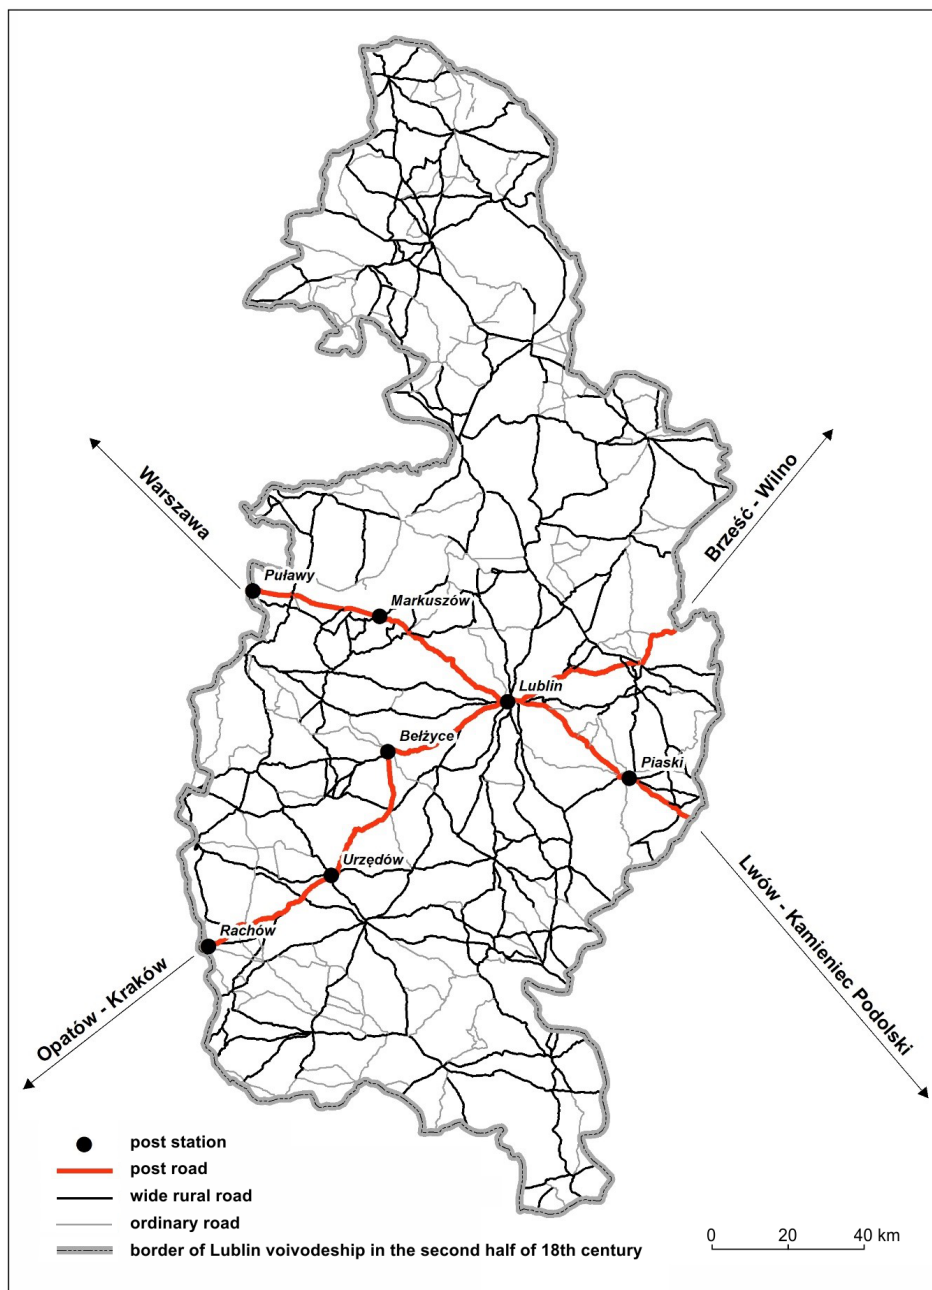 Warszawa
Brześć - Wilno
Puławy
Markuszów
Lublin
Bełżyce
Piaski
Urzędów
Rachów
Opatów - Kraków
Lwów - Kamieniec Podolski
post station
post road
wide rural road
ordinary road
border of Lublin voivodeship in the second half of 18th century
0 20 40 km